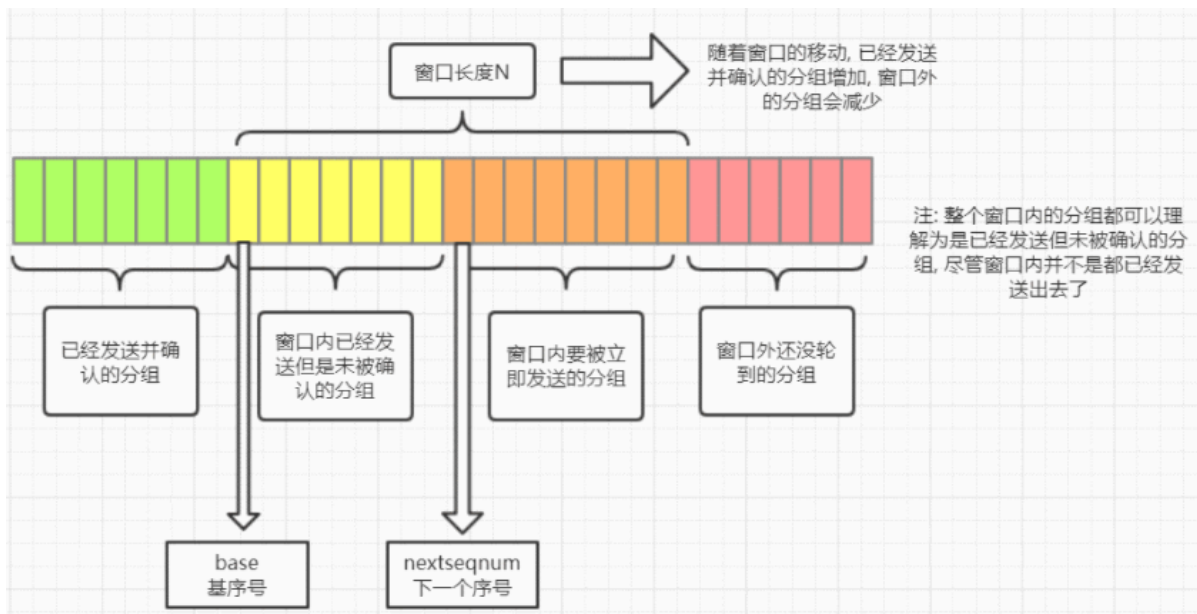 窗口长度N
随着窗口的移动, 已经发送
并确认的分组增加, 窗口外
的分组会减少
注: 整个窗口内的分组都可以理
解为是已经发送但未被确认的分
组, 尽管窗口内并不是都已经发
送出去了
已经发送并确
认的分组
窗口内已经发
送但是未被确
认的分组
窗口内要被立
即发送的分组
窗口外还没轮
到的分组
base
基序号
nextseqnum
下一个序号